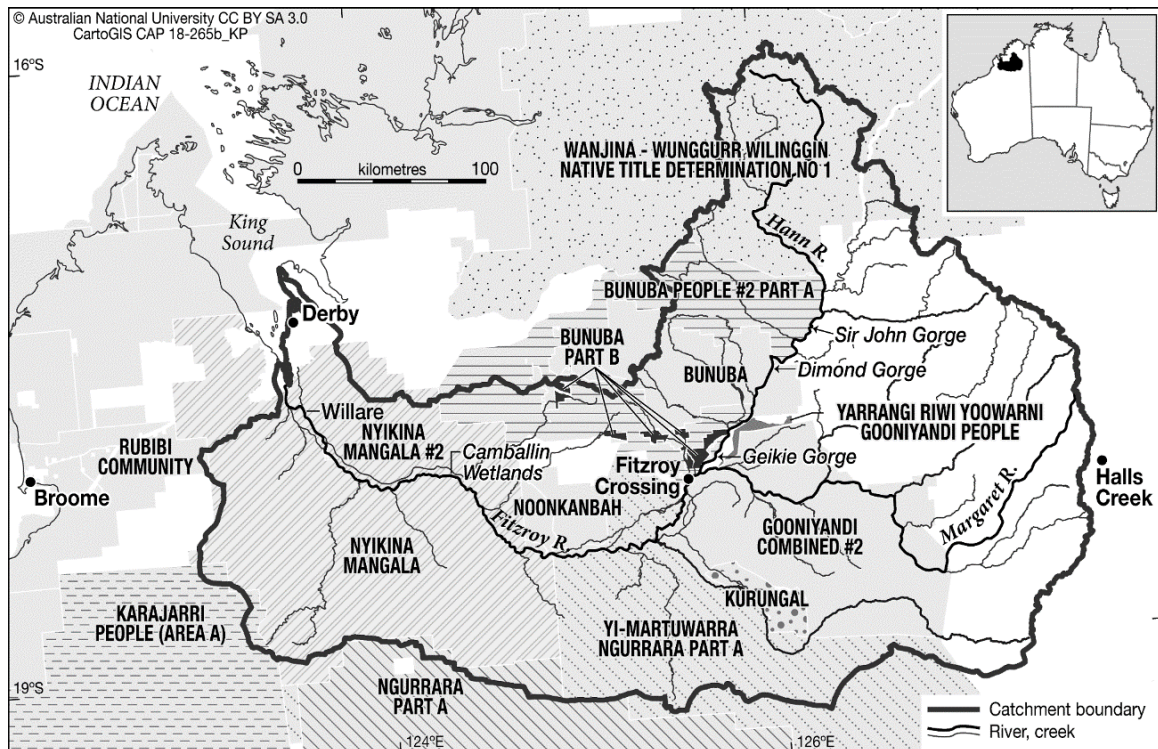 © Australian National University CC BY SA 3.0
CartoGIS CAP 18-265b_KP
16°S
INDIAN
OCEAN
0 kilometres 100
WANJINA - WUNGGURR WILINGGIN
NATIVE TITLE DETERMINATION NO 1
King
Sound
Hann R.
BUNUBA PEOPLE #2 PART A
Derby
BUNUBA
PART B
Sir John Gorge
BUNUBA
Dimond Gorge
Willare
NYIKINA
MANGALA #2
YARRANGI RIWI YOOWARNI
GOONIYANDI PEOPLE
RUBIBI
COMMUNITY
Camballin
Wetlands
Geikie Gorge
Fitzroy
Crossing
Halls
Creek
Broome
NOONKANBAH
Margaret R.
Fitzroy R.
GOONIYANDI
COMBINED #2
NYIKINA
MANGALA
KURUNGAL
KARAJARRI
PEOPLE (AREA A)
YI-MARTUWARRA
NGURRARA PART A
19°S
NGURRARA
PART A
124°E
126°E
Catchment boundary
River, creek